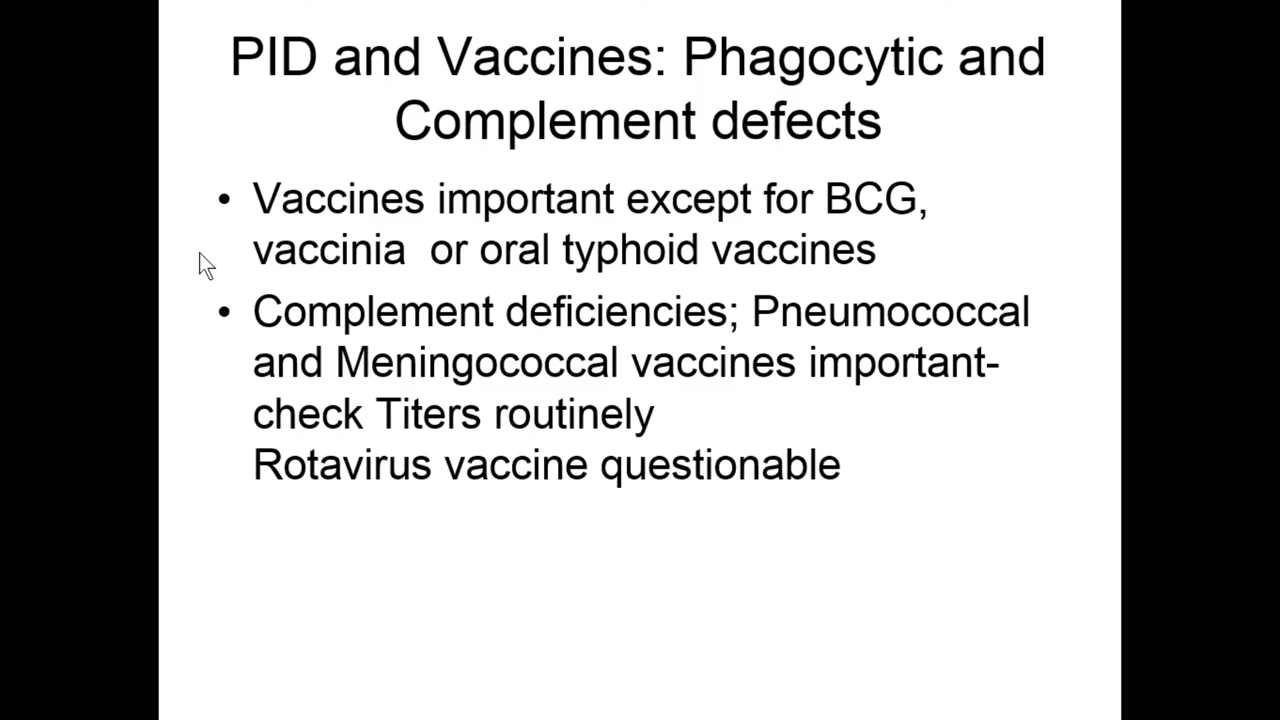 PID and Vaccines: Phagocytic and
Complement defects
• Vaccines important except for BCG,
vaccinia or oral typhoid vaccines
• Complement deficiencies; Pneumococcal
and Meningococcal vaccines important-
check Titers routinely
Rotavirus vaccine questionable